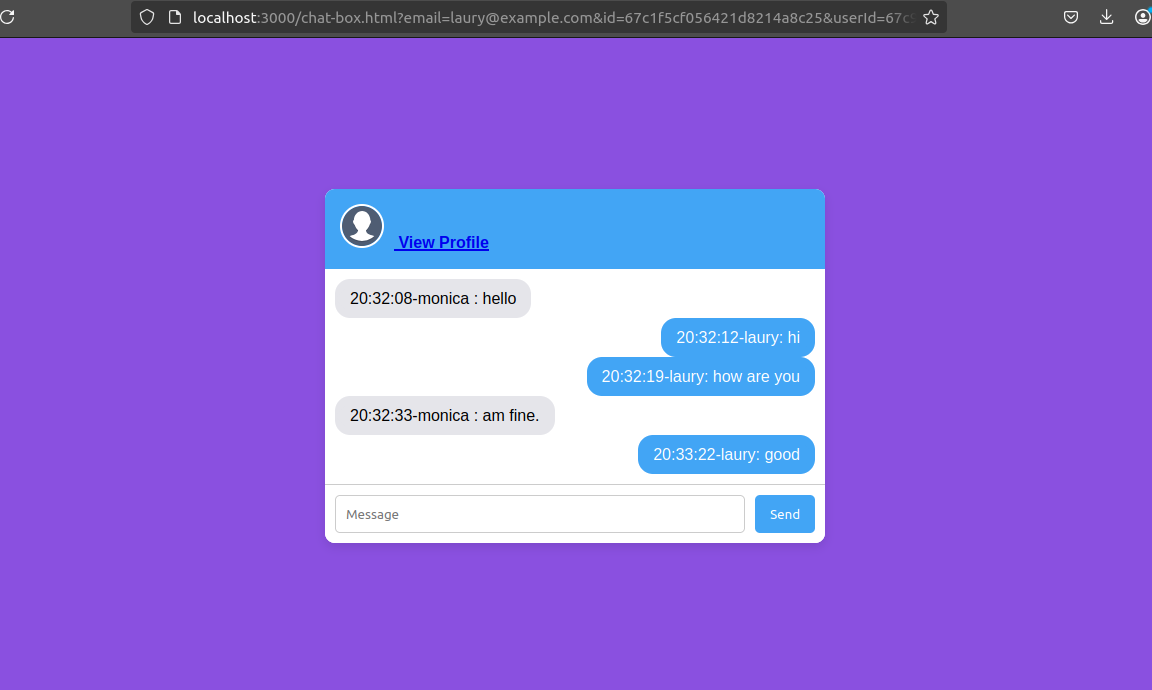 localhost:3000/chat-box.html?email=laury@example.com&id=67c1f5cf056421d8214a8c25&userId=67c
View Profile
20:32:08-monica : hello
20:32:12-laury: hi
20:32:19-laury: how are you
20:32:33-monica : am fine.
20:33:22-laury: good
Message
Send